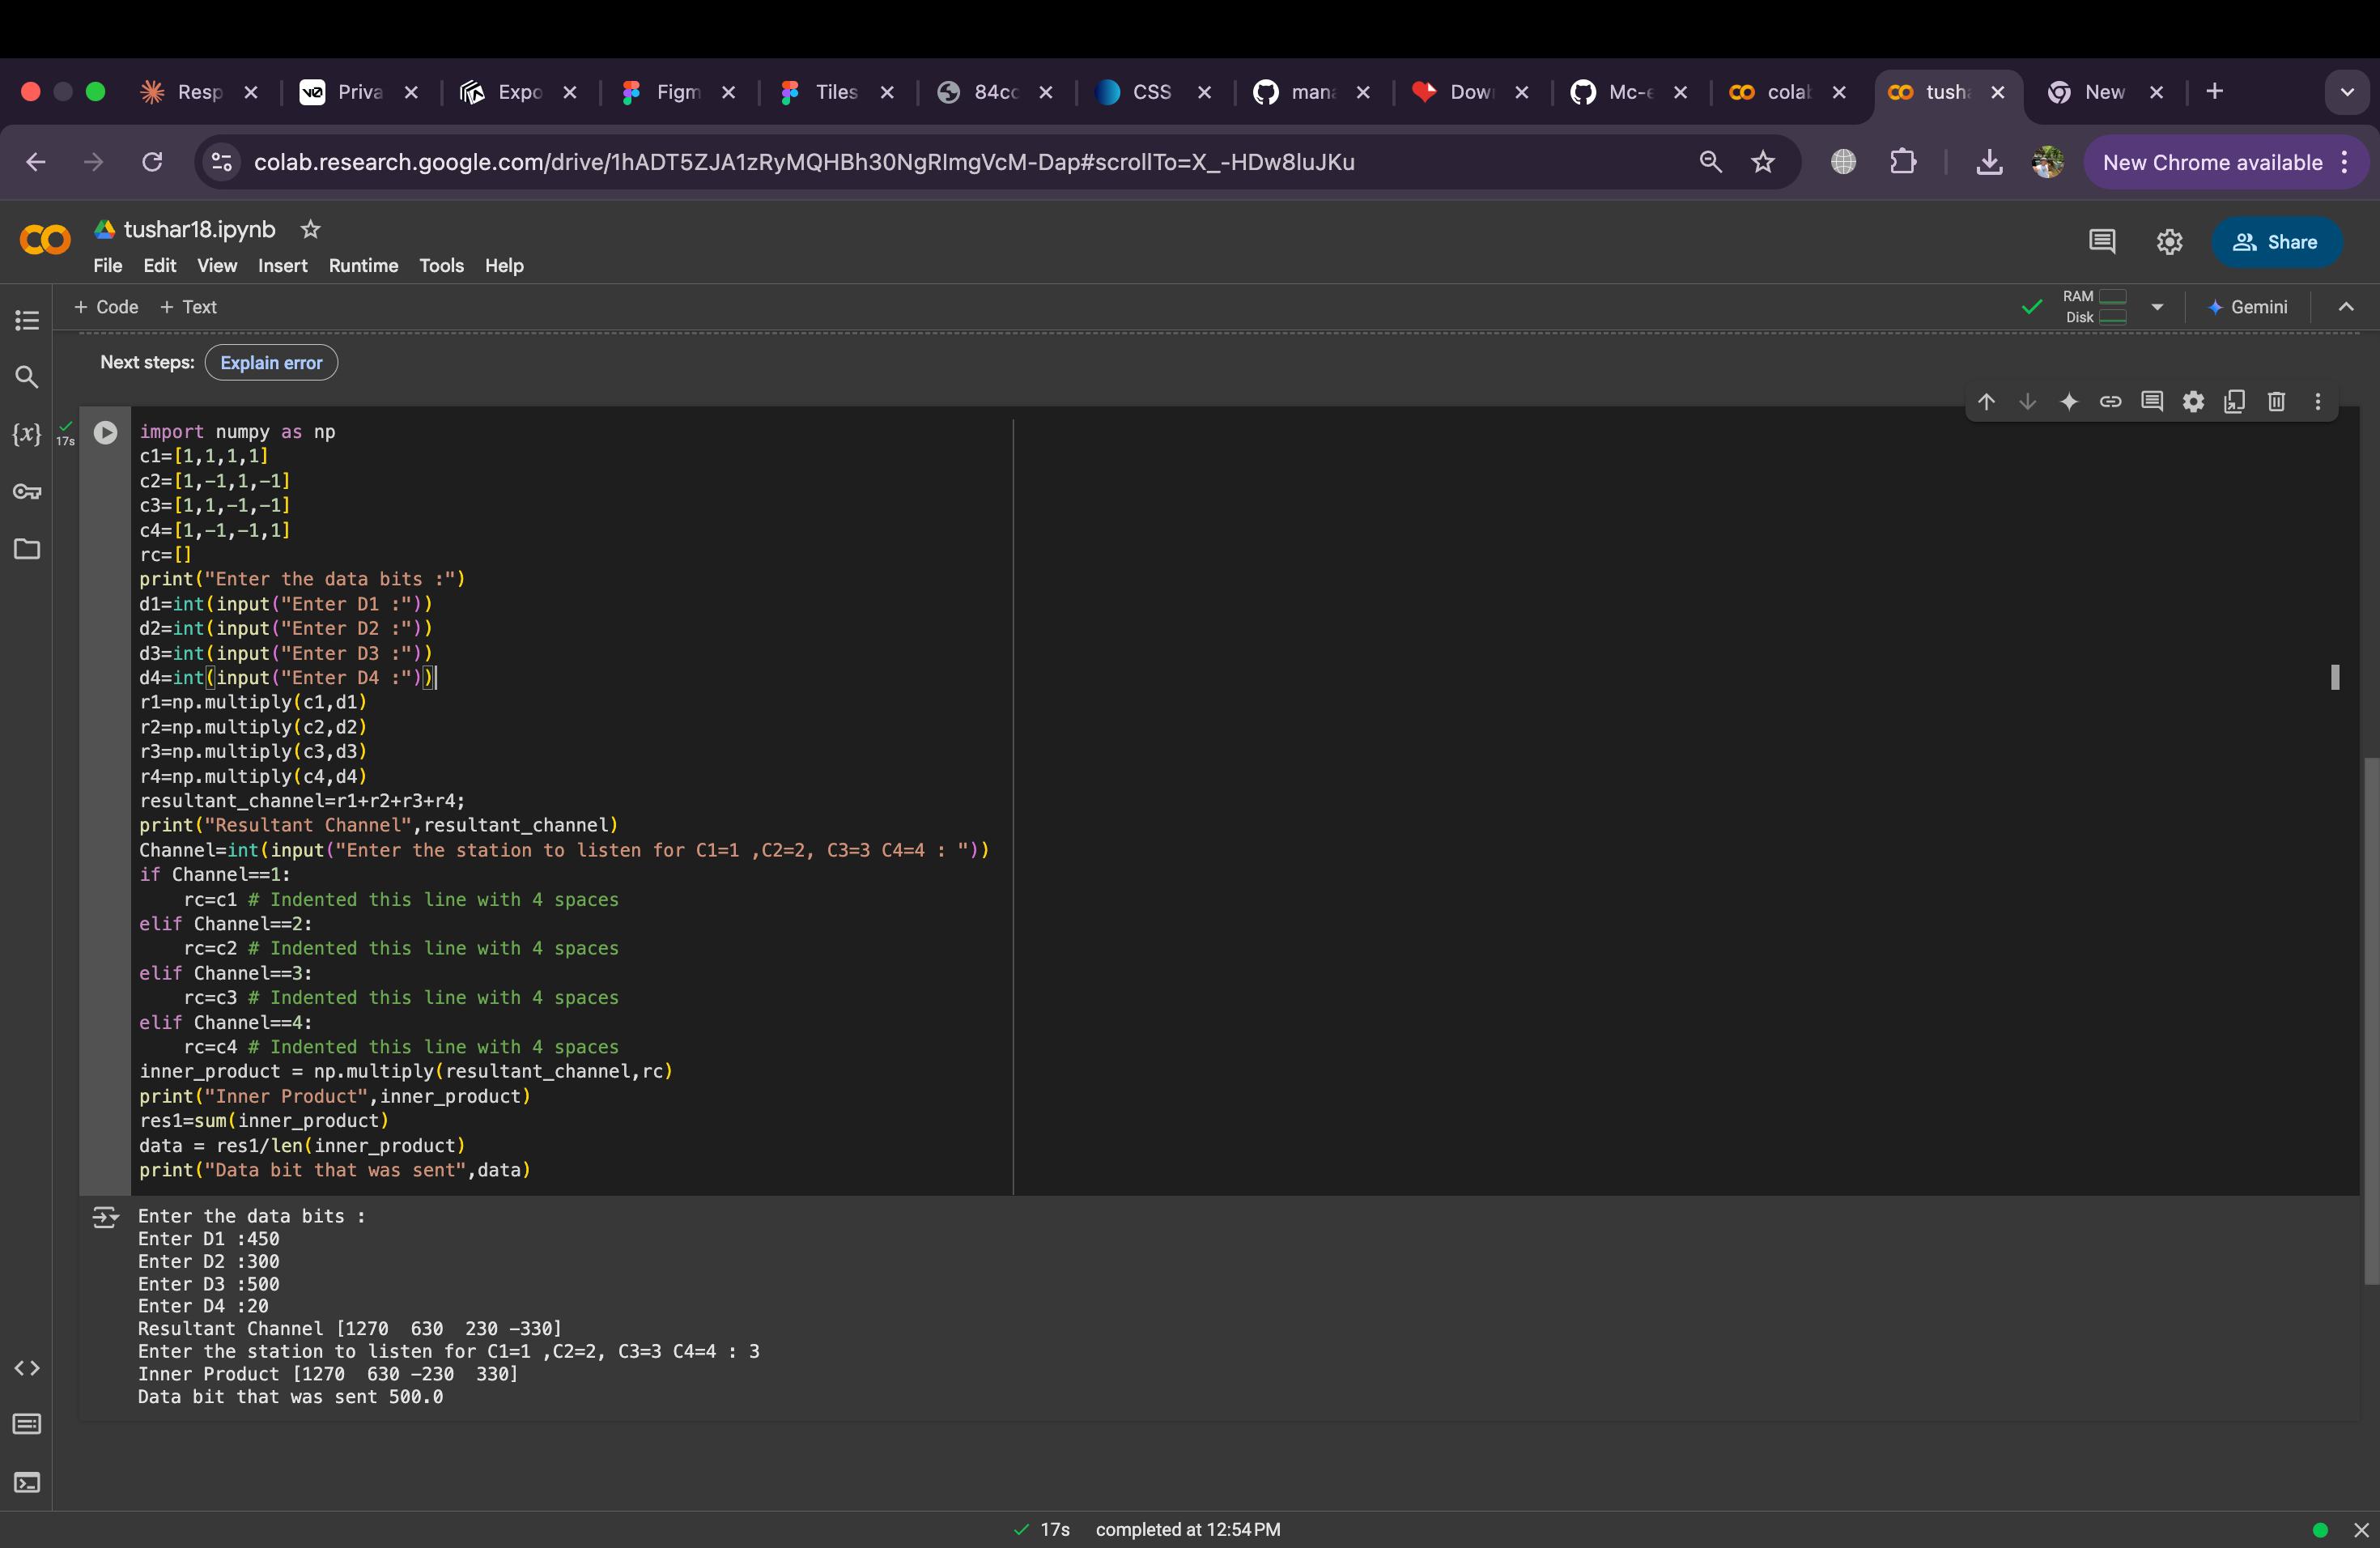 Resp
Priva
Expo
Figm
Tiles
84cc
CSS
mana
Dow
Mc-e
colab
tush
New
colab.research.google.com/drive/1hADT5ZJA1zRyMQHBh30NgRImgVcM-Dap#scrollTo=X_-HDw8luJKu
New Chrome available
tushar18.ipynb
File Edit View Insert Runtime Tools Help
Share
+ Code + Text
RAM
Disk
Gemini
Next steps: Explain error
17s
import numpy as np
c1=[1,1,1,1]
c2=[1,-1,1,-1]
c3=[1,1,-1,-1]
c4=[1,-1,-1,1]
rc=[]
print("Enter the data bits :")
d1=int(input("Enter D1 :"))
d2=int(input("Enter D2 :"))
d3=int(input("Enter D3 :"))
d4=int(input("Enter D4 :"))
r1=np.multiply(c1,d1)
r2=np.multiply(c2,d2)
r3=np.multiply(c3,d3)
r4=np.multiply(c4,d4)
resultant_channel=r1+r2+r3+r4;
print("Resultant Channel",resultant_channel)
Channel=int(input("Enter the station to listen for C1=1 ,C2=2, C3=3 C4=4 : "))
if Channel==1:
    rc=c1 # Indented this line with 4 spaces
elif Channel==2:
    rc=c2 # Indented this line with 4 spaces
elif Channel==3:
    rc=c3 # Indented this line with 4 spaces
elif Channel==4:
    rc=c4 # Indented this line with 4 spaces
inner_product = np.multiply(resultant_channel,rc)
print("Inner Product",inner_product)
res1=sum(inner_product)
data = res1/len(inner_product)
print("Data bit that was sent",data)
Enter the data bits :
Enter D1 :450
Enter D2 :300
Enter D3 :500
Enter D4 :20
Resultant Channel [1270  630  230 -330]
Enter the station to listen for C1=1 ,C2=2, C3=3 C4=4 : 3
Inner Product [1270  630 -230  330]
Data bit that was sent 500.0
17s completed at 12:54 PM